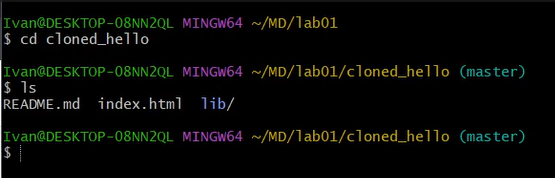 Ivan@DESKTOP-08NN2QL MINGW64 ~/MD/lab01
$ cd cloned_hello
Ivan@DESKTOP-08NN2QL MINGW64 ~/MD/lab01/cloned_hello (master)
$ ls
README.md  index.html  lib/
Ivan@DESKTOP-08NN2QL MINGW64 ~/MD/lab01/cloned_hello (master)
$